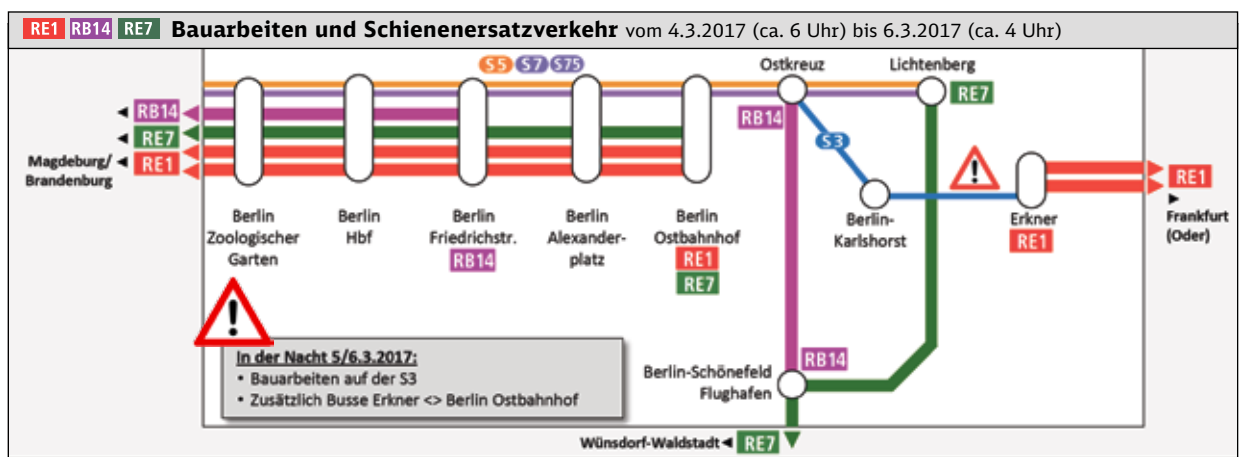 RE1 RB14 RE7 Bauarbeiten und Schienenersatzverkehr vom 4.3.2017 (ca. 6 Uhr) bis 6.3.2017 (ca. 4 Uhr)
S5 S7 S75
Ostkreuz
Lichtenberg
RE7
RB14
RB14
RE7
RE1
Magdeburg/
Brandenburg
S3
RE1
Frankfurt
(Oder)
Berlin
Zoologischer
Garten
Berlin
Hbf
Berlin
Friedrichstr.
RB14
Berlin
Alexander-
platz
Berlin
Ostbahnhof
RE1
RE7
Berlin-
Karlshorst
Erkner
RE1
In der Nacht 5/6.3.2017:
• Bauarbeiten auf der S3
• Zusätzlich Busse Erkner <> Berlin Ostbahnhof
RB14
Berlin-Schönefeld
Flughafen
Wünsdorf-Waldstadt RE7